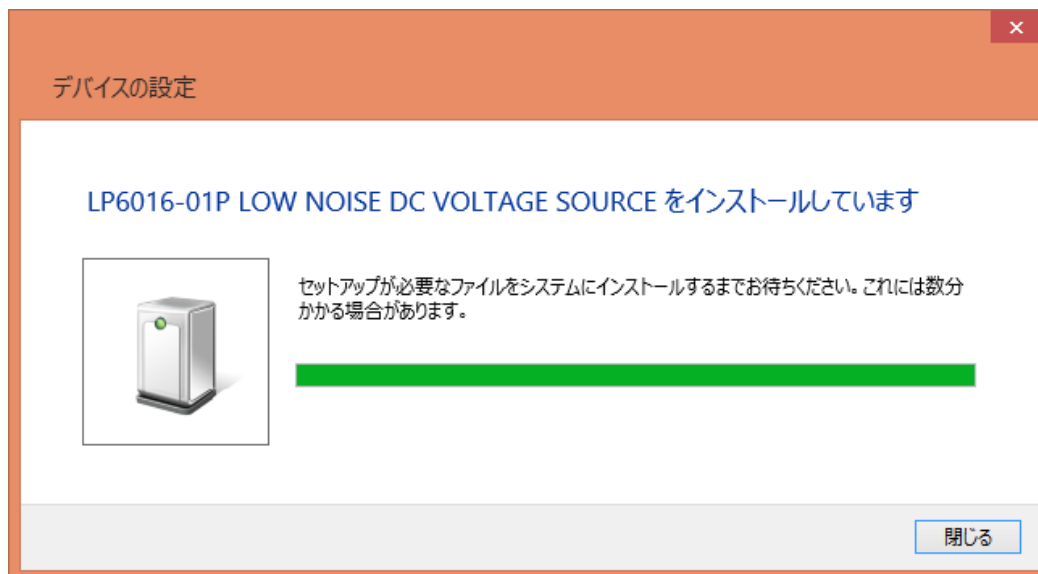 デバイスの設定
LP6016-01P LOW NOISE DC VOLTAGE SOURCE をインストールしています
セットアップが必要なファイルをシステムにインストールするまでお待ちください。これには数分
かかる場合があります。
閉じる